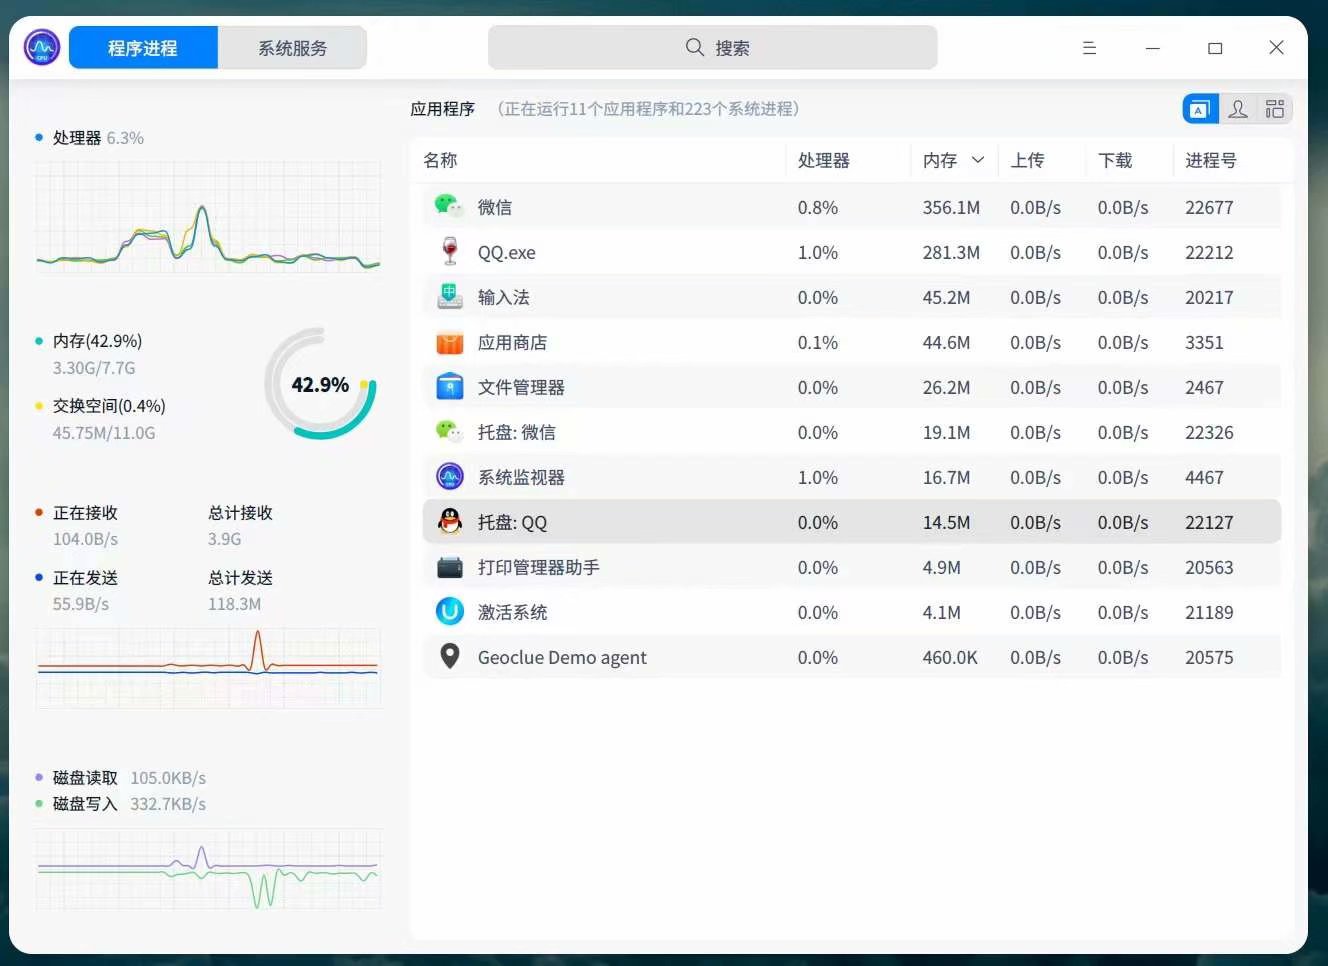 程序进程
系统服务
搜索
处理器 6.3%
内存(42.9%)
3.30G/7.7G
交换空间(0.4%)
45.75M/11.0G
42.9%
正在接收 总计接收
104.0B/s 3.9G
正在发送 总计发送
55.9B/s 118.3M
磁盘读取 105.0KB/s
磁盘写入 332.7KB/s
应用程序 （正在运行11个应用程序和223个系统进程）
名称 处理器 内存 上传 下载 进程号
微信 0.8% 356.1M 0.0B/s 0.0B/s 22677
QQ.exe 1.0% 281.3M 0.0B/s 0.0B/s 22212
输入法 0.0% 45.2M 0.0B/s 0.0B/s 20217
应用商店 0.1% 44.6M 0.0B/s 0.0B/s 3351
文件管理器 0.0% 26.2M 0.0B/s 0.0B/s 2467
托盘: 微信 0.0% 19.1M 0.0B/s 0.0B/s 22326
系统监视器 1.0% 16.7M 0.0B/s 0.0B/s 4467
托盘: QQ 0.0% 14.5M 0.0B/s 0.0B/s 22127
打印管理器助手 0.0% 4.9M 0.0B/s 0.0B/s 20563
激活系统 0.0% 4.1M 0.0B/s 0.0B/s 21189
Geoclue Demo agent 0.0% 460.0K 0.0B/s 0.0B/s 20575